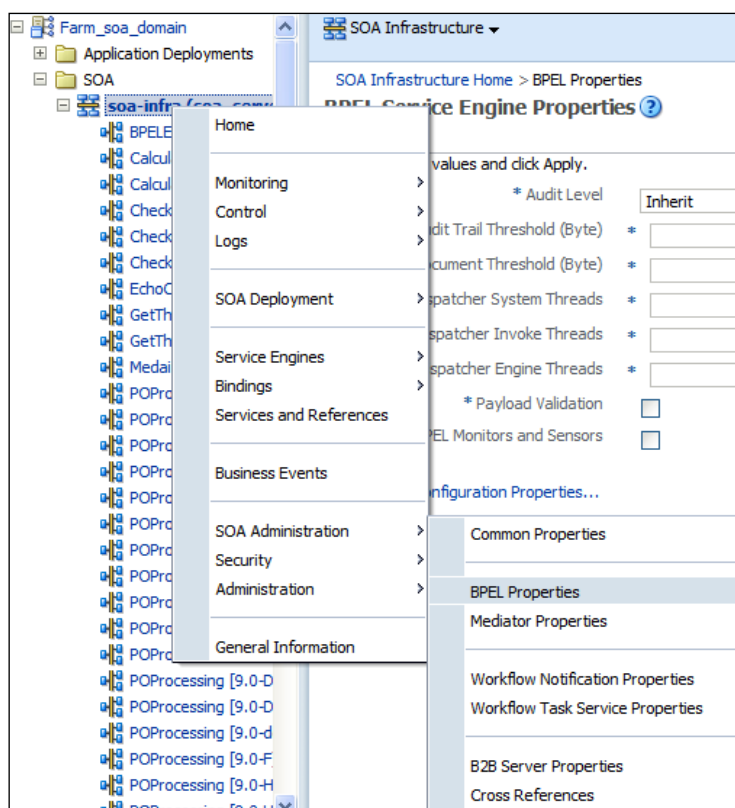 Farm_soa_domain
Application Deployments
SOA
soa-infra (soa_serve
BPELE
Calcul
Calcul
Check
Check
Check
EchoC
GetTh
GetTh
Medai
POPro
POPro
POPro
POPro
POPro
POPro
POPro
POPro
POPro
POPro
POPro
POProcessing [9.0-D
POProcessing [9.0-D
POProcessing [9.0-d
POProcessing [9.0-F
POProcessing [9.0-H
Home
Monitoring
Control
Logs
SOA Deployment
Service Engines
Bindings
Services and References
Business Events
SOA Administration
Security
Administration
General Information
SOA Infrastructure
SOA Infrastructure Home > BPEL Properties
Service Engine Properties
values and click Apply.
* Audit Level Inherit
dit Trail Threshold (Byte) *
cument Threshold (Byte) *
spatcher System Threads *
spatcher Invoke Threads *
spatcher Engine Threads *
* Payload Validation
PEL Monitors and Sensors
nfiguration Properties...
Common Properties
BPEL Properties
Mediator Properties
Workflow Notification Properties
Workflow Task Service Properties
B2B Server Properties
Cross References